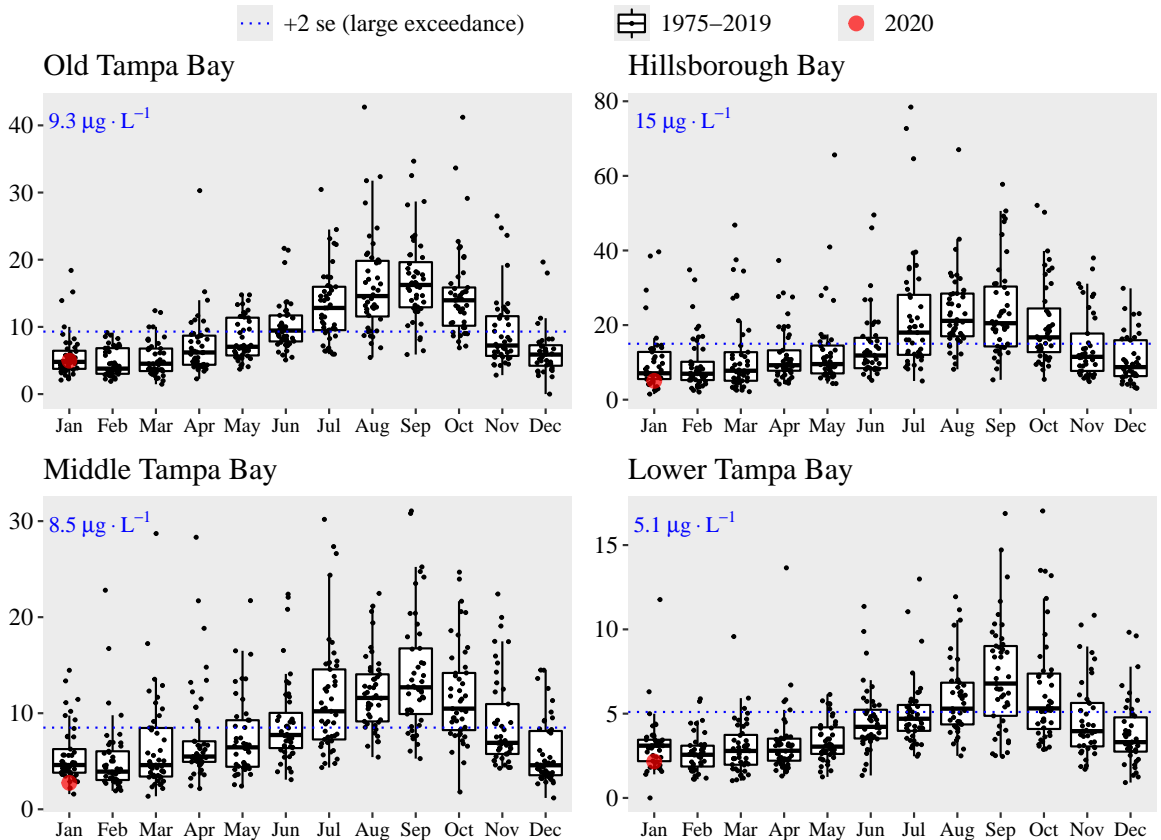 +2 se (large exceedance) 1975–2019 2020
Old Tampa Bay
9.3 μg · L⁻¹
40
30
20
10
0
Jan Feb Mar Apr May Jun Jul Aug Sep Oct Nov Dec
Hillsborough Bay
15 μg · L⁻¹
80
60
40
20
0
Jan Feb Mar Apr May Jun Jul Aug Sep Oct Nov Dec
Middle Tampa Bay
8.5 μg · L⁻¹
30
20
10
0
Jan Feb Mar Apr May Jun Jul Aug Sep Oct Nov Dec
Lower Tampa Bay
5.1 μg · L⁻¹
15
10
5
0
Jan Feb Mar Apr May Jun Jul Aug Sep Oct Nov Dec